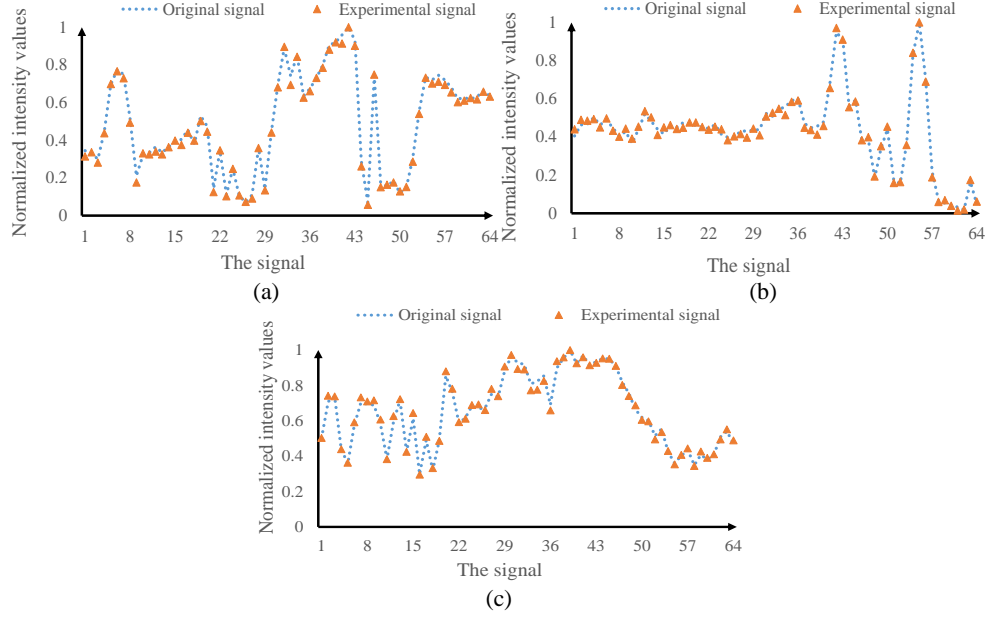 Original signal
Experimental signal
Normalized intensity values
1
0.8
0.6
0.4
0.2
0
1 8 15 22 29 36 43 50 57 64
The signal
(a)
Original signal
Experimental signal
Normalized intensity values
1
0.8
0.6
0.4
0.2
0
1 8 15 22 29 36 43 50 57 64
The signal
(b)
Original signal
Experimental signal
Normalized intensity values
1
0.8
0.6
0.4
0.2
0
1 8 15 22 29 36 43 50 57 64
The signal
(c)